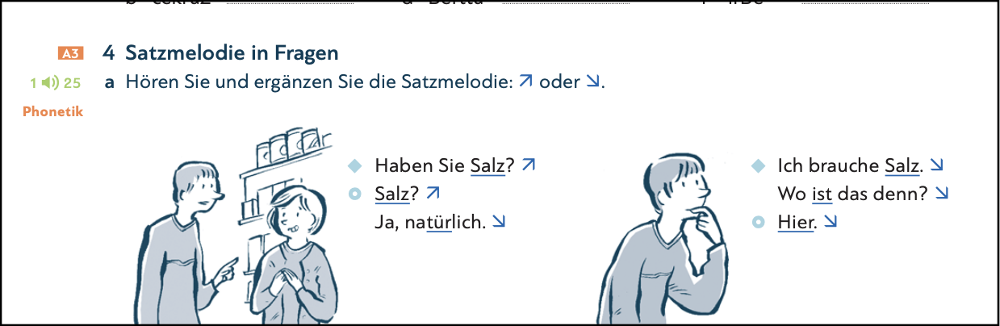 A3 4 Satzmelodie in Fragen
1 25 a Hören Sie und ergänzen Sie die Satzmelodie: ↗ oder ↘.
Phonetik
Haben Sie Salz? ↗
Salz? ↗
Ja, natürlich. ↘
Ich brauche Salz. ↘
Wo ist das denn? ↘
Hier. ↘